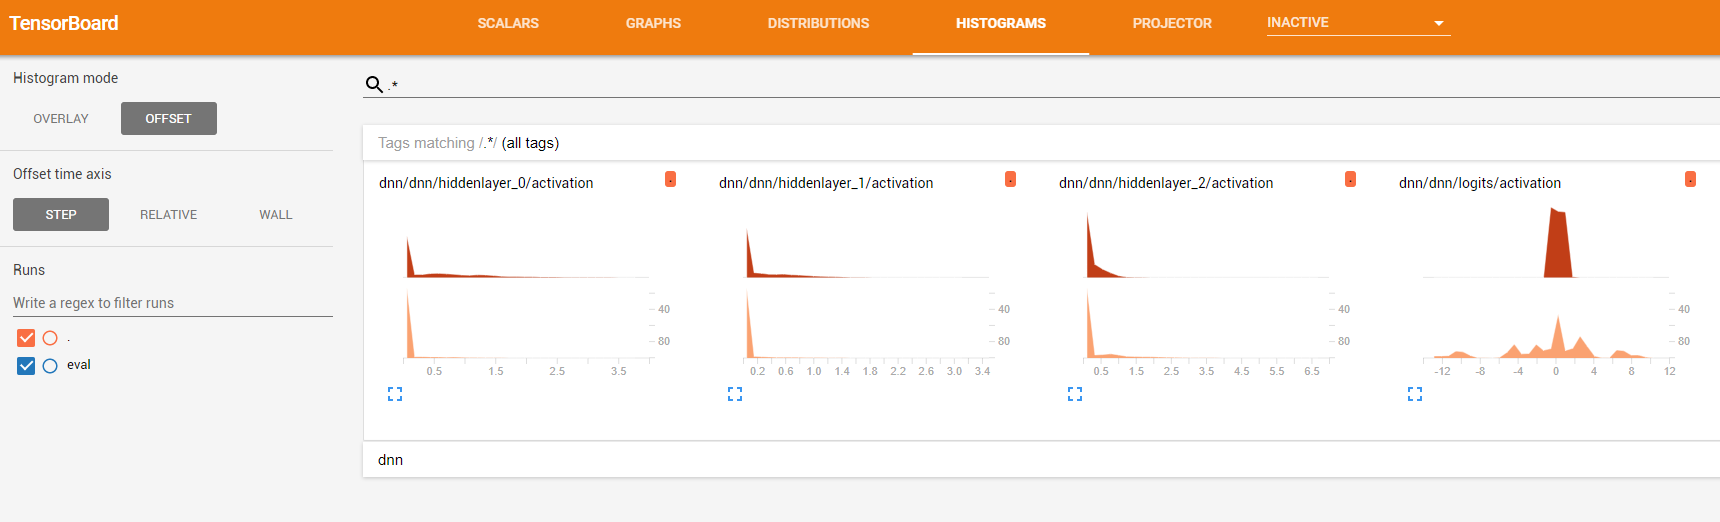 TensorBoard
SCALARS GRAPHS DISTRIBUTIONS HISTOGRAMS PROJECTOR INACTIVE
Histogram mode
OVERLAY OFFSET
Offset time axis
STEP RELATIVE WALL
Runs
Write a regex to filter runs
.
eval
.*
Tags matching /.*/ (all tags)
dnn/dnn/hiddenlayer_0/activation .
40
80
0.5 1.5 2.5 3.5
dnn/dnn/hiddenlayer_1/activation .
40
80
0.2 0.6 1.0 1.4 1.8 2.2 2.6 3.0 3.4
dnn/dnn/hiddenlayer_2/activation .
40
80
0.5 1.5 2.5 3.5 4.5 5.5 6.5
dnn/dnn/logits/activation .
40
80
-12 -8 -4 0 4 8 12
dnn